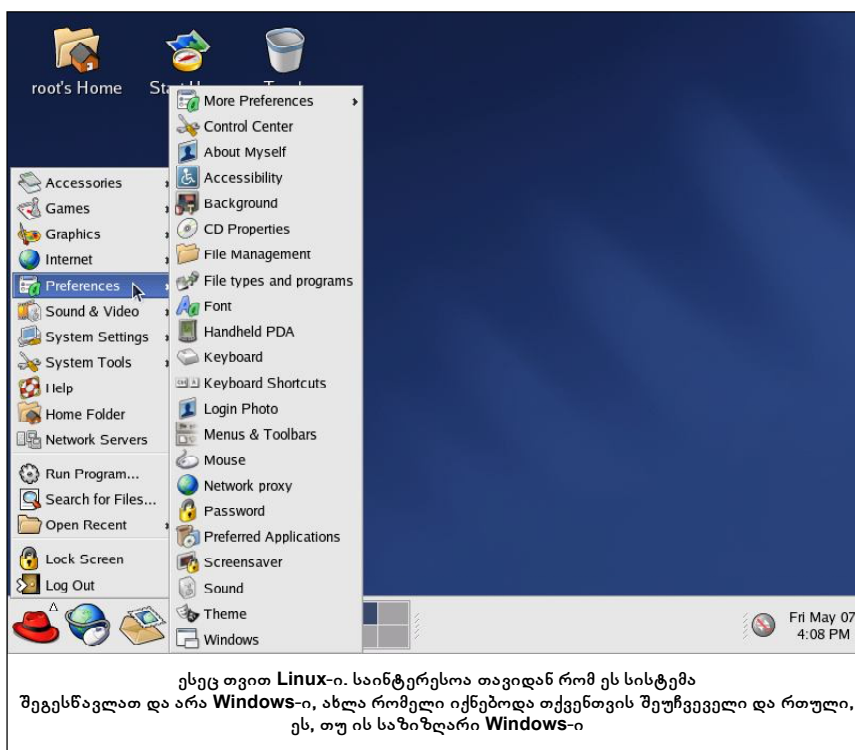 root's Home
More Preferences
Control Center
About Myself
Accessibility
Background
CD Properties
File Management
File types and programs
Font
Handheld PDA
Keyboard
Keyboard Shortcuts
Login Photo
Menus & Toolbars
Mouse
Network proxy
Password
Preferred Applications
Screensaver
Sound
Theme
Windows
Accessories
Games
Graphics
Internet
Preferences
Sound & Video
System Settings
System Tools
Help
Home Folder
Network Servers
Run Program...
Search for Files...
Open Recent
Lock Screen
Log Out
Fri May 07
4:08 PM
ესეც თვით Linux-ი. საინტერესოა თავიდან რომ ეს სისტემა
შეგესწავლათ და არა Windows-ი, ახლა რომელი იქნებოდა თქვენთვის შეუჩვეველი და რთული,
ეს, თუ ის საზიზღარი Windows-ი